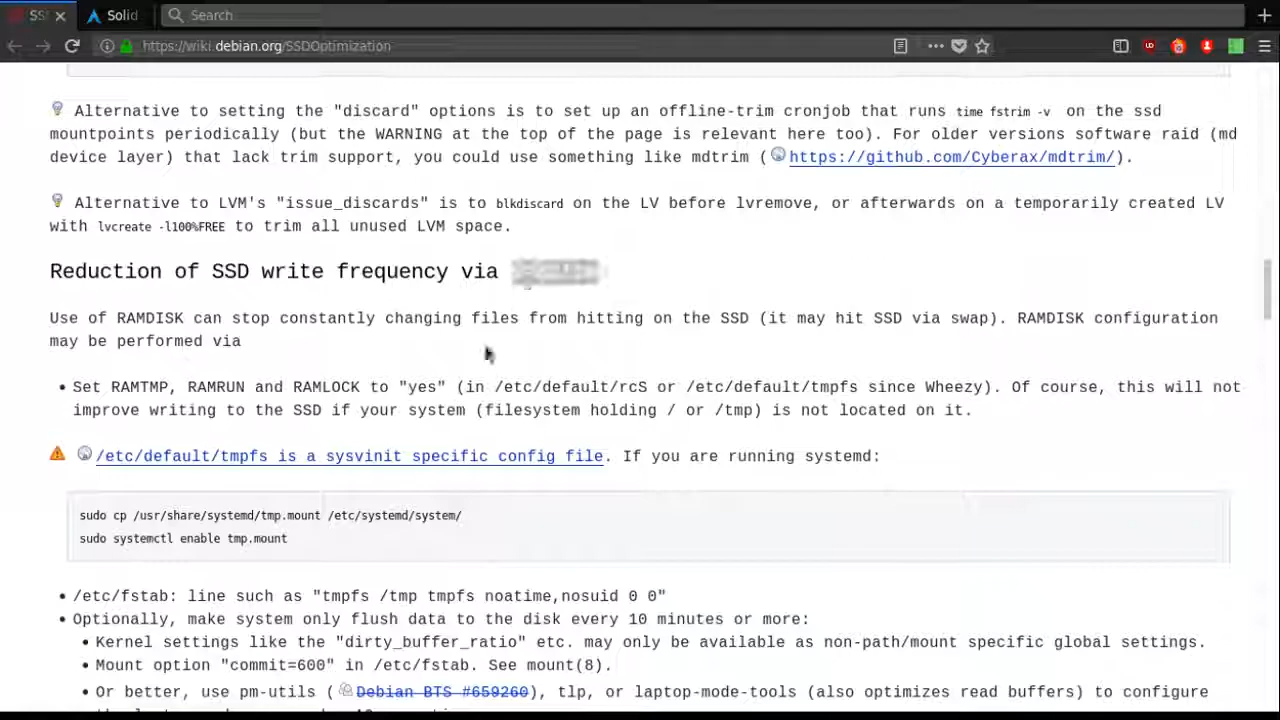 SS
Solid
Search
https://wiki.debian.org/SSDOptimization
Alternative to setting the "discard" options is to set up an offline-trim cronjob that runs time fstrim -v on the ssd
mountpoints periodically (but the WARNING at the top of the page is relevant here too). For older versions software raid (md
device layer) that lack trim support, you could use something like mdtrim (https://github.com/Cyberax/mdtrim/).
Alternative to LVM's "issue_discards" is to blkdiscard on the LV before lvremove, or afterwards on a temporarily created LV
with lvcreate -l100%FREE to trim all unused LVM space.
Reduction of SSD write frequency via
Use of RAMDISK can stop constantly changing files from hitting on the SSD (it may hit SSD via swap). RAMDISK configuration
may be performed via
• Set RAMTMP, RAMRUN and RAMLOCK to "yes" (in /etc/default/rcS or /etc/default/tmpfs since Wheezy). Of course, this will not
improve writing to the SSD if your system (filesystem holding / or /tmp) is not located on it.
/etc/default/tmpfs is a sysvinit specific config file. If you are running systemd:
sudo cp /usr/share/systemd/tmp.mount /etc/systemd/system/
sudo systemctl enable tmp.mount
• /etc/fstab: line such as "tmpfs /tmp tmpfs noatime,nosuid 0 0"
• Optionally, make system only flush data to the disk every 10 minutes or more:
• Kernel settings like the "dirty_buffer_ratio" etc. may only be available as non-path/mount specific global settings.
• Mount option "commit=600" in /etc/fstab. See mount(8).
• Or better, use pm-utils (Debian BTS #659260), tlp, or laptop-mode-tools (also optimizes read buffers) to configure